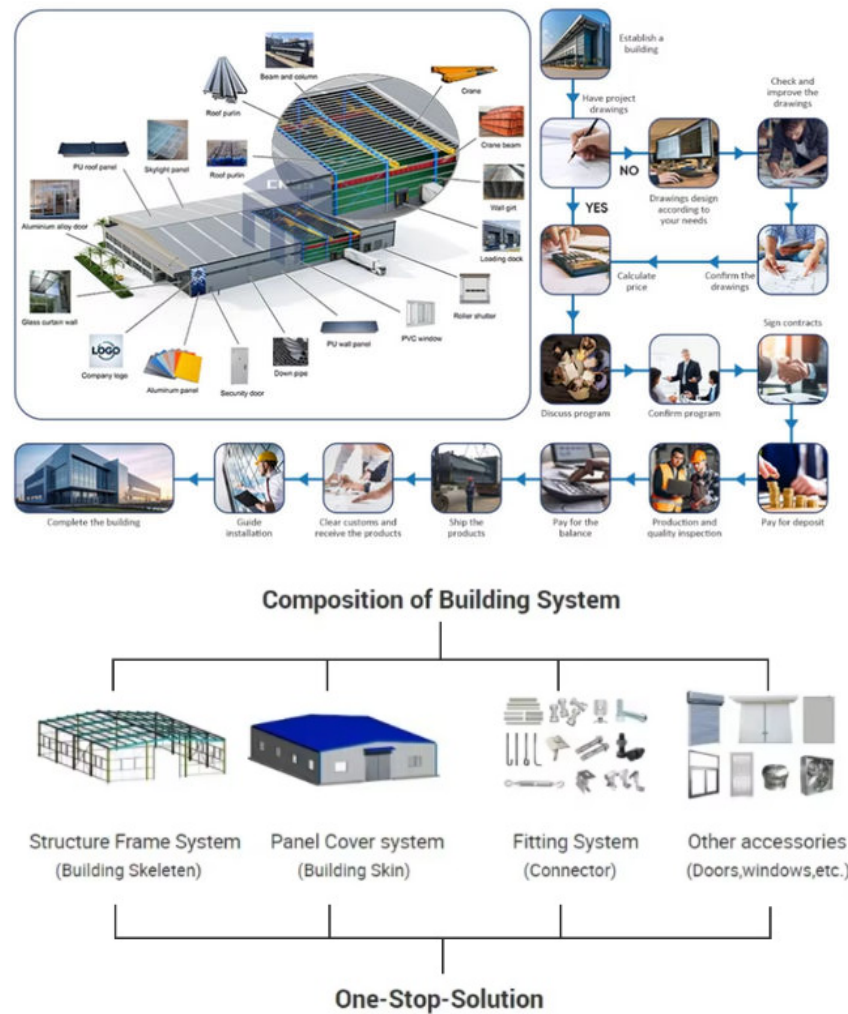 Beam and column
Crane
Roof purlin
Crane beam
Skylight panel
PU roof panel
Roof purlin
Wall girt
Aluminium alloy door
Loading dock
Glass curtain wall
Roller shutter
LOGO
Company logo
Aluminum panel
Security door
Down pipe
PU wall panel
PVC window
Establish a
building
Have project
drawings
NO
YES
Drawings design
according to
your needs
Check and
improve the
drawings
Confirm the
drawings
Calculate
price
Discuss program
Confirm program
Sign contracts
Pay for deposit
Production and
quality inspection
Pay for the
balance
Ship the
products
Clear customs and
receive the products
Guide
installation
Complete the building
Composition of Building System
Structure Frame System
(Building Skeleten)
Panel Cover system
(Building Skin)
Fitting System
(Connector)
Other accessories
(Doors,windows,etc.)
One-Stop-Solution